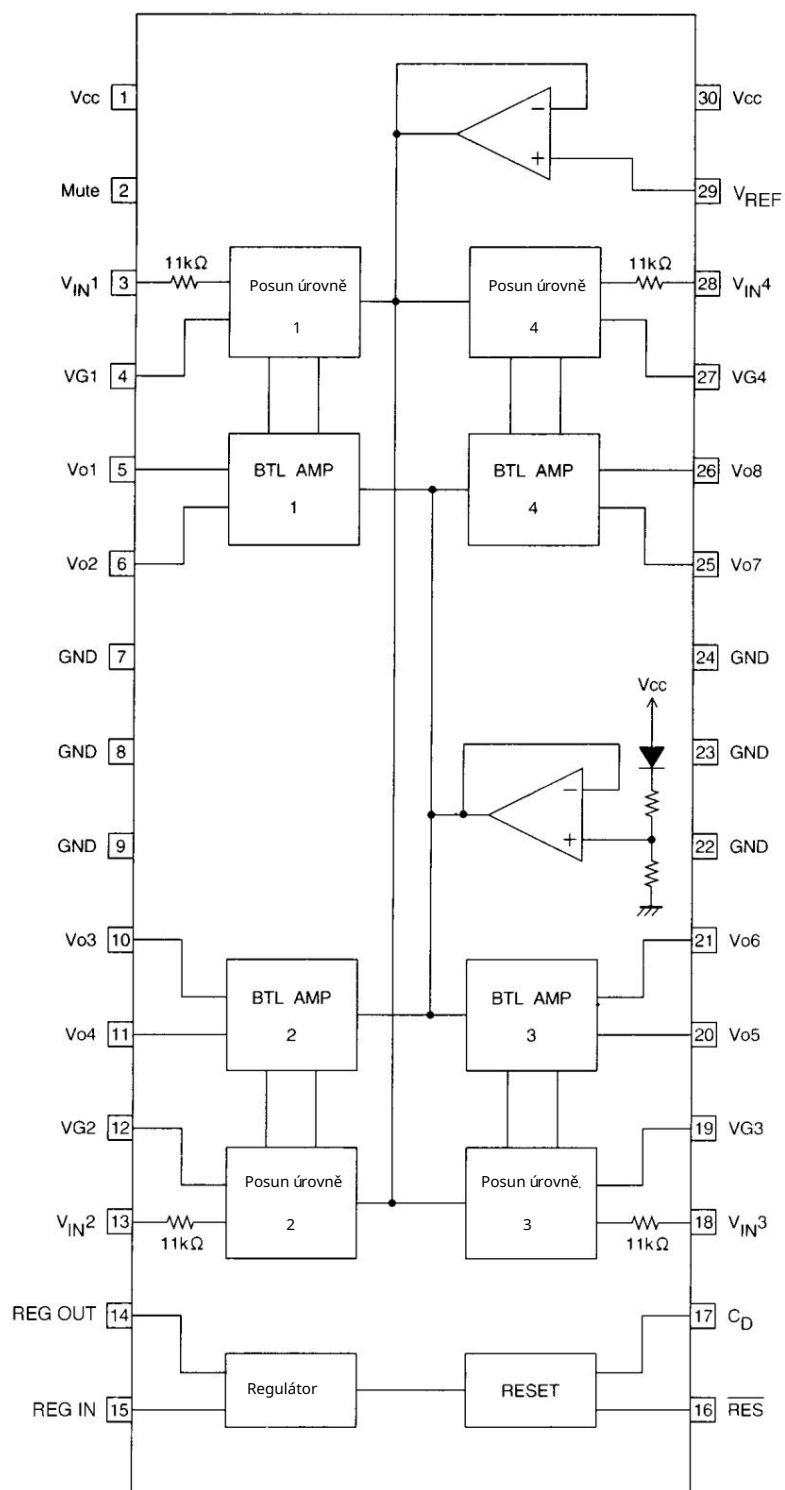 Vcc 1
30 Vcc
−
+
Mute 2
29 VREF
11kΩ
11kΩ
VIN1 3
Posun úrovně
1
Posun úrovně
4
28 VIN4
VG1 4
27 VG4
Vo1 5
BTL AMP
1
BTL AMP
4
26 Vo8
Vo2 6
25 Vo7
GND 7
24 GND
Vcc
GND 8
23 GND
−
+
GND 9
22 GND
Vo3 10
21 Vo6
BTL AMP
2
BTL AMP
3
Vo4 11
20 Vo5
VG2 12
19 VG3
Posun úrovně
2
Posun úrovně
3
VIN2 13
18 VIN3
11kΩ
11kΩ
REG OUT 14
17 CD
Regulátor
RESET
REG IN 15
16 R̅E̅S̅